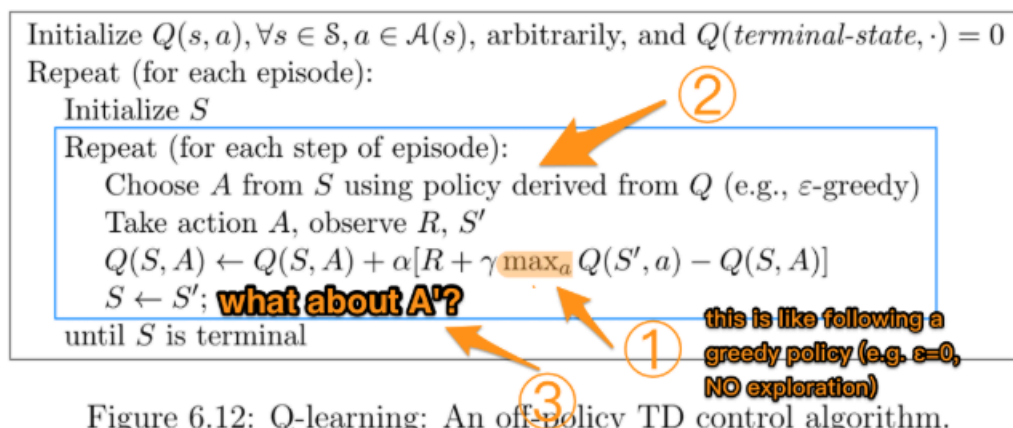 Initialize Q(s, a), ∀s ∈ S, a ∈ A(s), arbitrarily, and Q(terminal-state, ·) = 0
Repeat (for each episode):
Initialize S
②
Repeat (for each step of episode):
Choose A from S using policy derived from Q (e.g., ε-greedy)
Take action A, observe R, S′
Q(S, A) ← Q(S, A) + α[R + γ maxₐ Q(S′, a) − Q(S, A)]
S ← S′; what about A'?
until S is terminal
①
this is like following a
greedy policy (e.g. ε=0,
NO exploration)
③
Figure 6.12: Q-learning: An off-policy TD control algorithm.